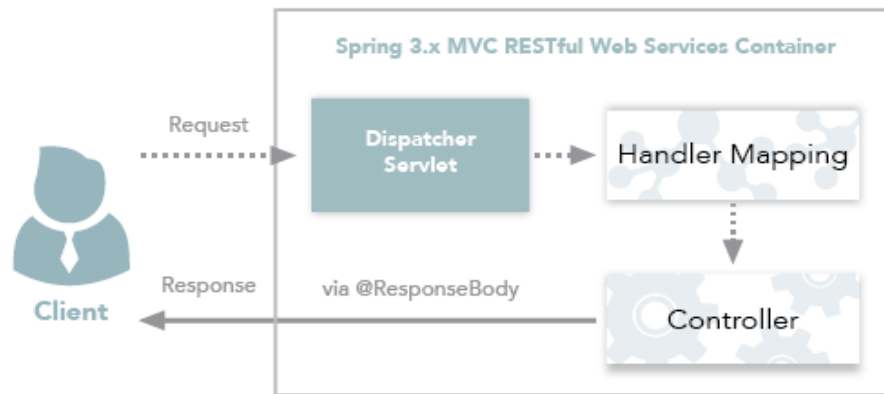 Spring 3.x MVC RESTful Web Services Container
Request
Dispatcher
Servlet
Handler Mapping
Client
Response
via @ResponseBody
Controller